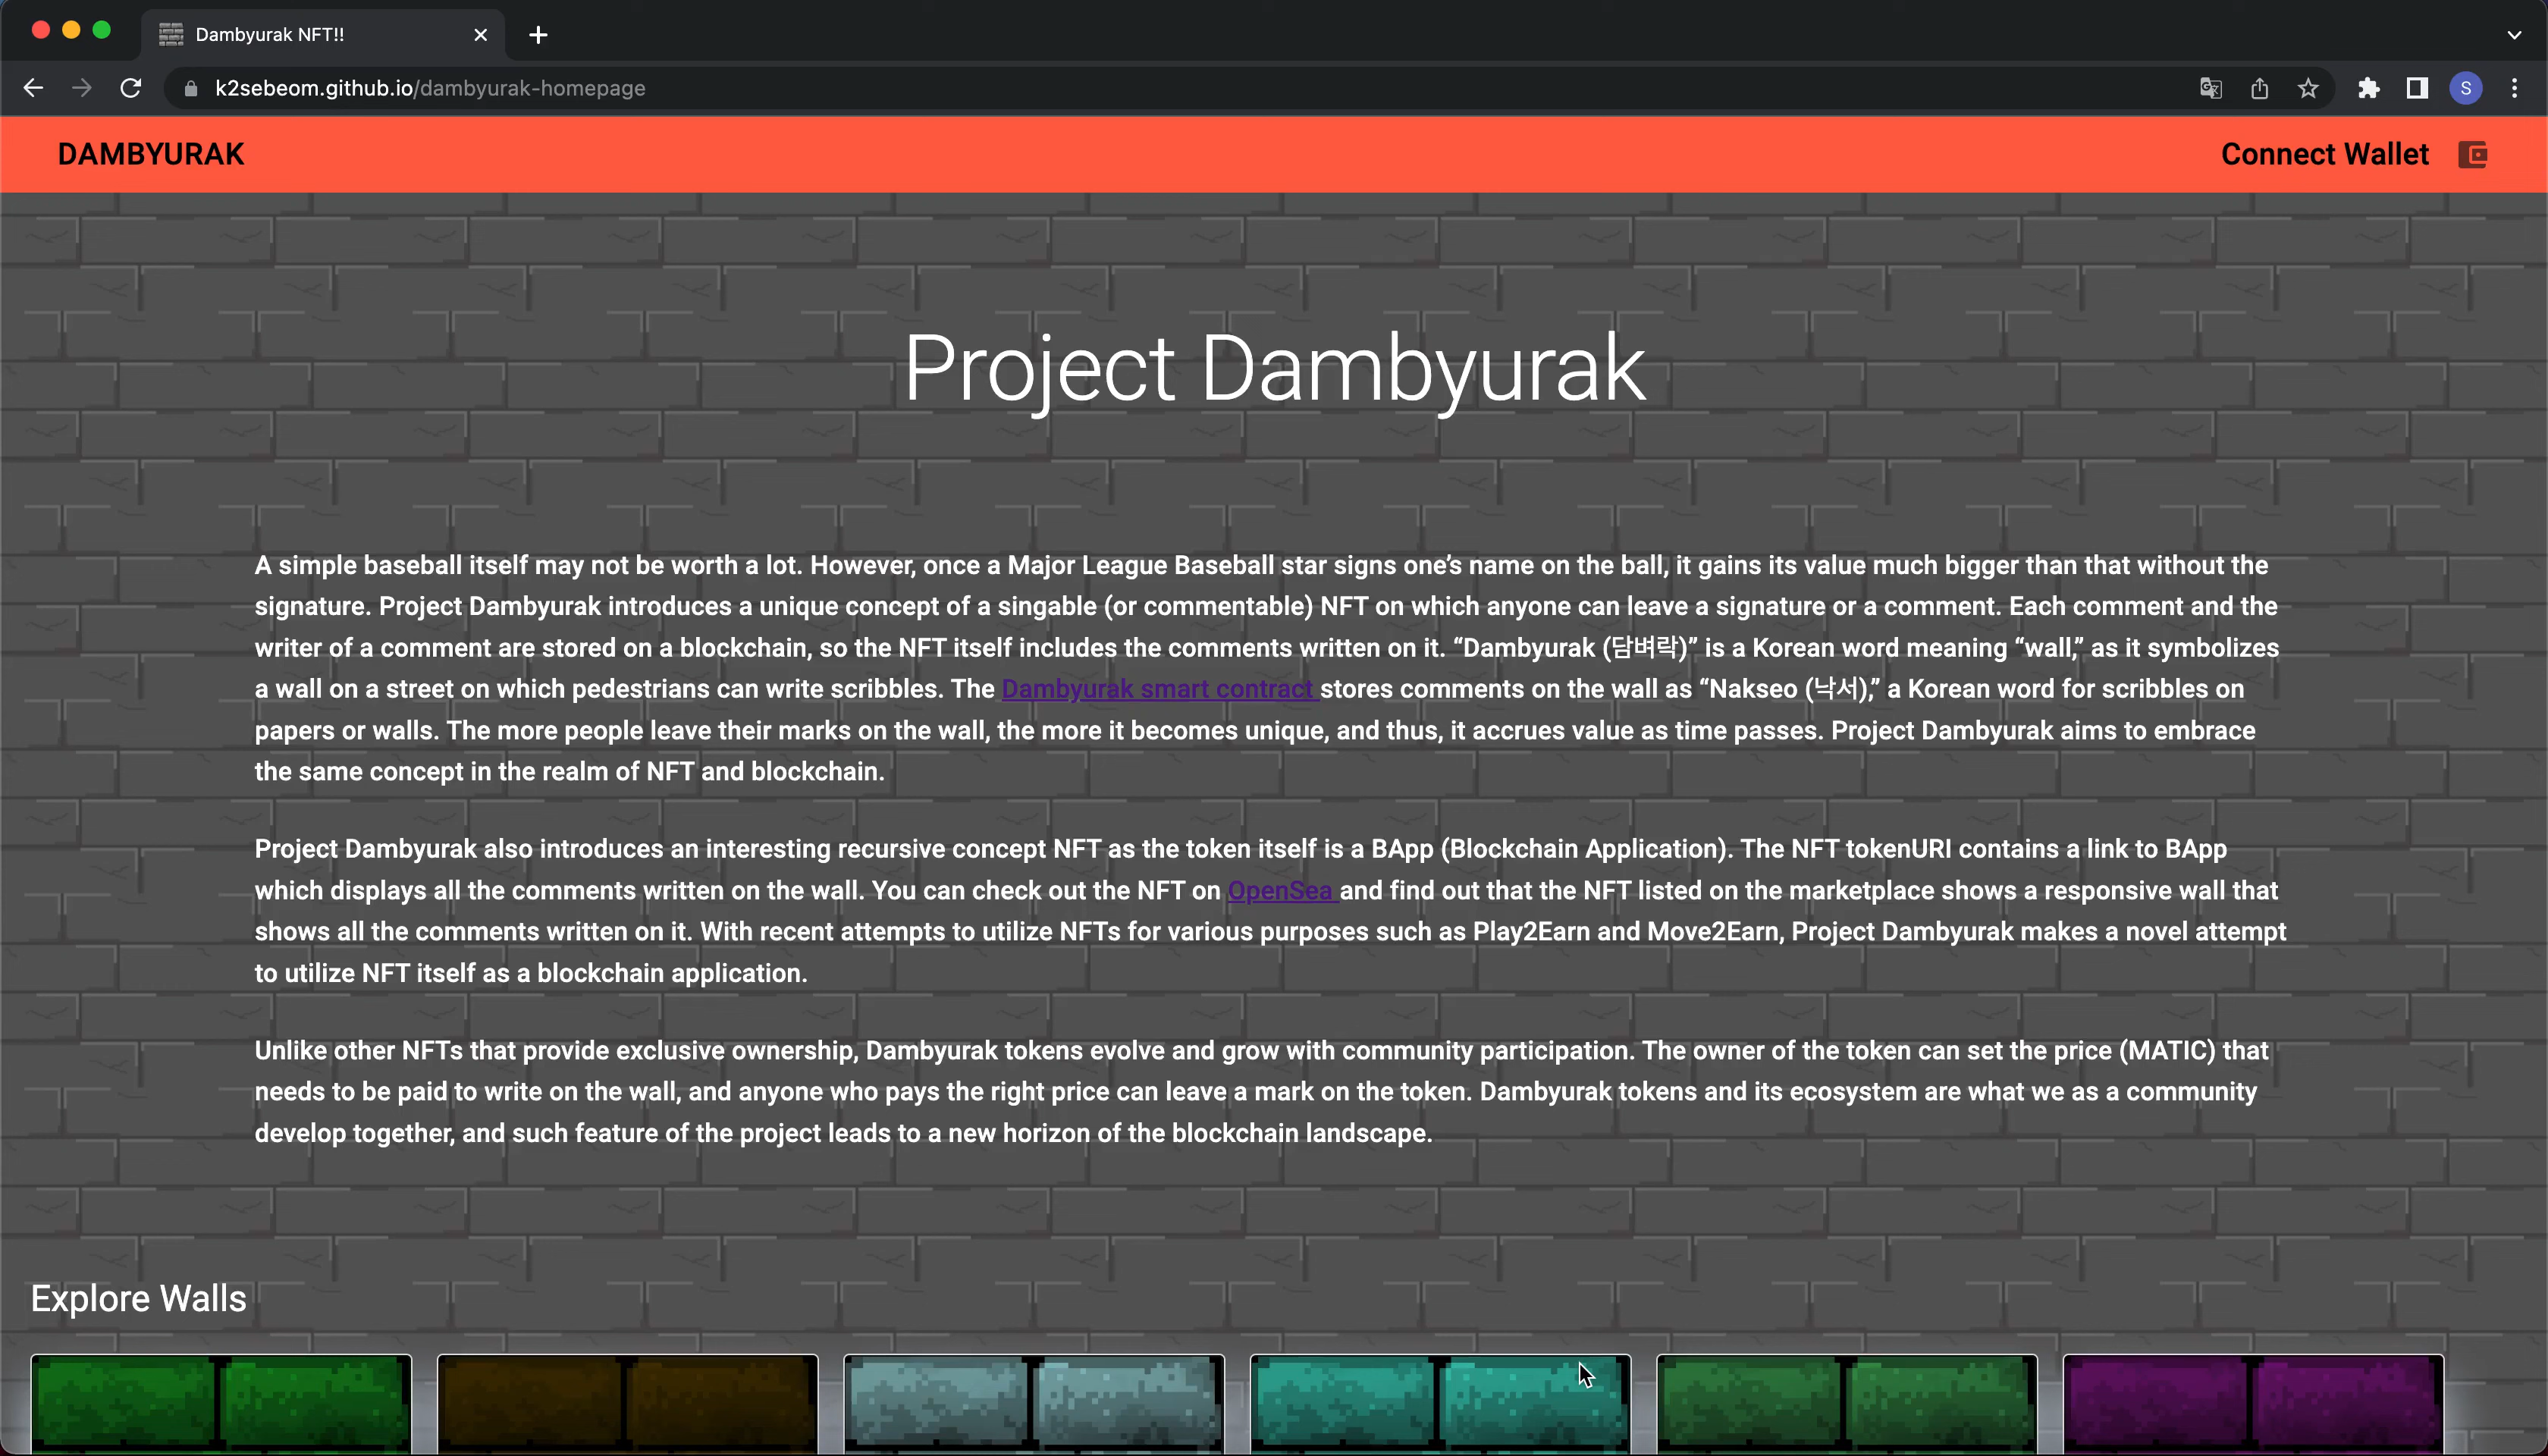 Dambyurak NFT!!
k2sebeom.github.io/dambyurak-homepage
S
DAMBYURAK
Connect Wallet
Project Dambyurak
A simple baseball itself may not be worth a lot. However, once a Major League Baseball star signs one’s name on the ball, it gains its value much bigger than that without the
signature. Project Dambyurak introduces a unique concept of a singable (or commentable) NFT on which anyone can leave a signature or a comment. Each comment and the
writer of a comment are stored on a blockchain, so the NFT itself includes the comments written on it. “Dambyurak (담벼락)” is a Korean word meaning “wall,” as it symbolizes
a wall on a street on which pedestrians can write scribbles. The Dambyurak smart contract stores comments on the wall as “Nakseo (낙서),” a Korean word for scribbles on
papers or walls. The more people leave their marks on the wall, the more it becomes unique, and thus, it accrues value as time passes. Project Dambyurak aims to embrace
the same concept in the realm of NFT and blockchain.
Project Dambyurak also introduces an interesting recursive concept NFT as the token itself is a BApp (Blockchain Application). The NFT tokenURI contains a link to BApp
which displays all the comments written on the wall. You can check out the NFT on OpenSea and find out that the NFT listed on the marketplace shows a responsive wall that
shows all the comments written on it. With recent attempts to utilize NFTs for various purposes such as Play2Earn and Move2Earn, Project Dambyurak makes a novel attempt
to utilize NFT itself as a blockchain application.
Unlike other NFTs that provide exclusive ownership, Dambyurak tokens evolve and grow with community participation. The owner of the token can set the price (MATIC) that
needs to be paid to write on the wall, and anyone who pays the right price can leave a mark on the token. Dambyurak tokens and its ecosystem are what we as a community
develop together, and such feature of the project leads to a new horizon of the blockchain landscape.
Explore Walls